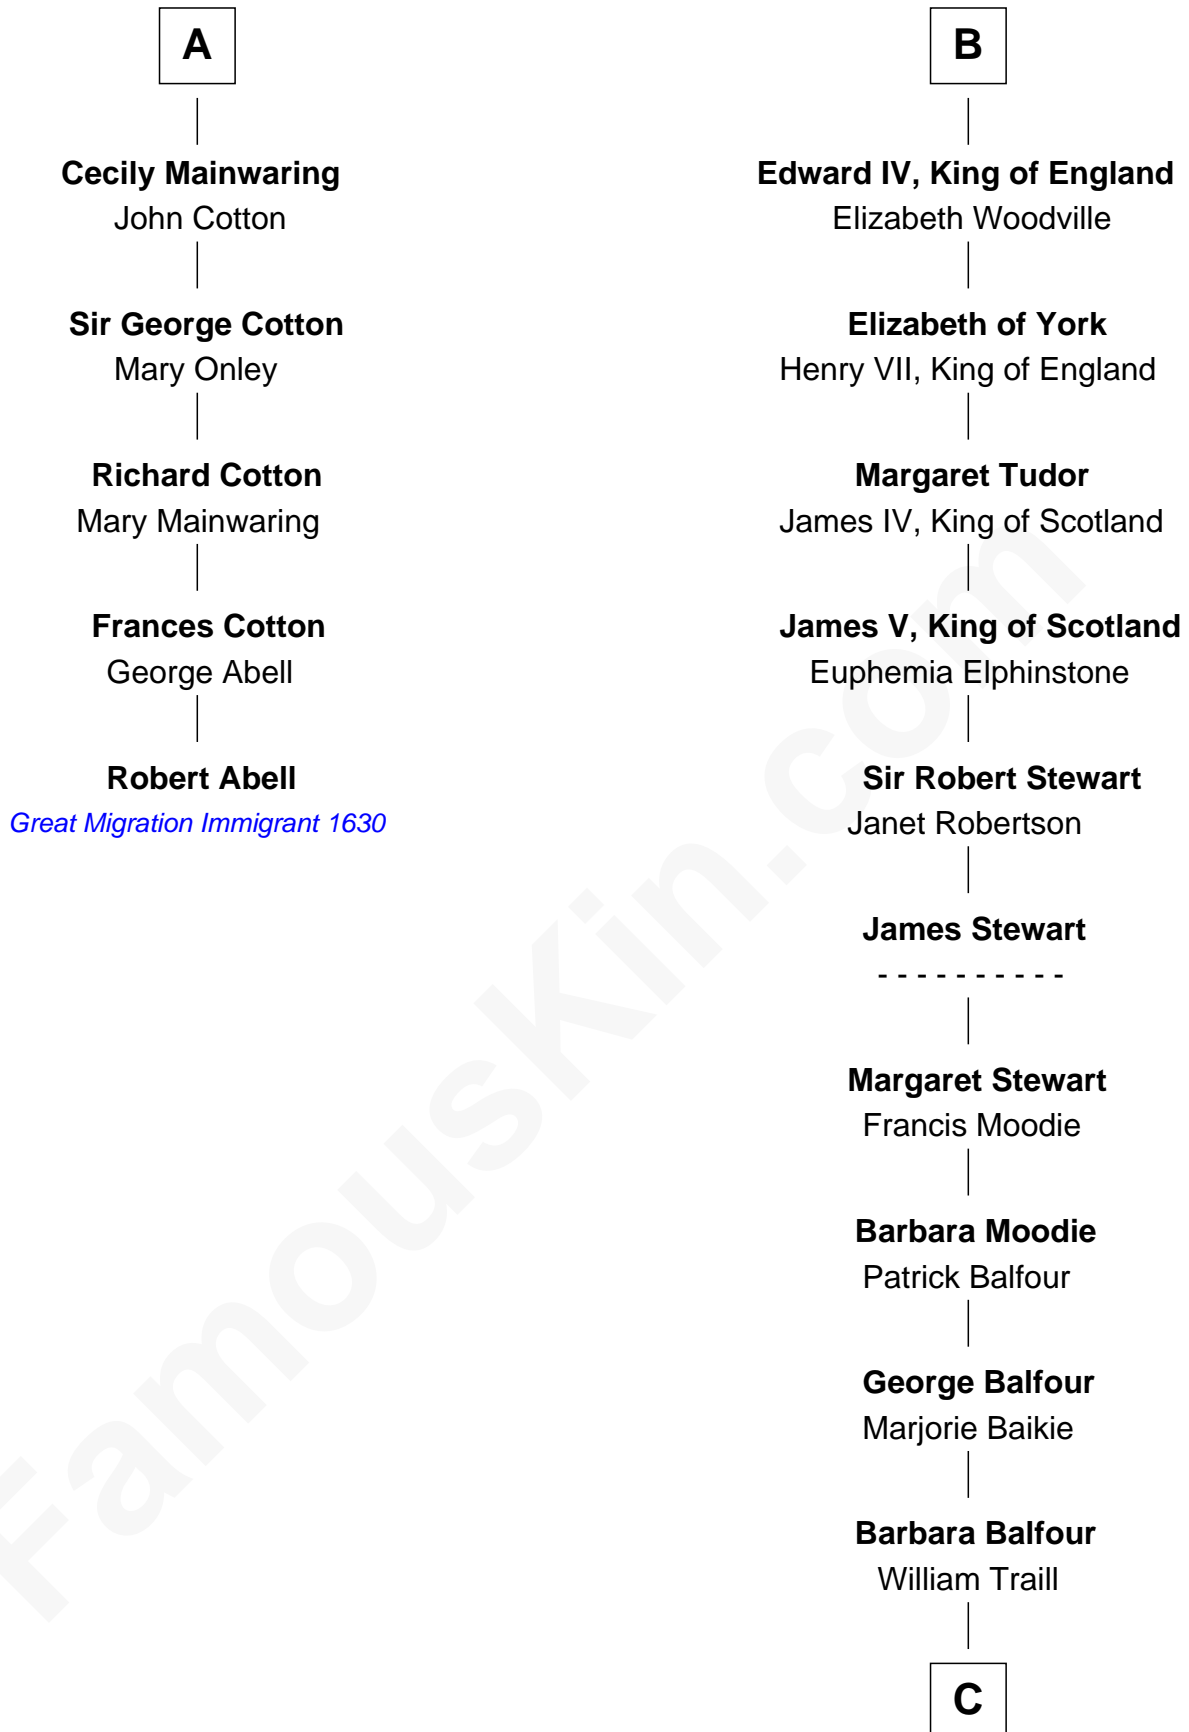 A
Cecily Mainwaring
John Cotton
Sir George Cotton
Mary Onley
Richard Cotton
Mary Mainwaring
Frances Cotton
George Abell
Robert Abell
Great Migration Immigrant 1630
B
Edward IV, King of England
Elizabeth Woodville
Elizabeth of York
Henry VII, King of England
Margaret Tudor
James IV, King of Scotland
James V, King of Scotland
Euphemia Elphinstone
Sir Robert Stewart
Janet Robertson
James Stewart
- - - - - - - - - -
Margaret Stewart
Francis Moodie
Barbara Moodie
Patrick Balfour
George Balfour
Marjorie Baikie
Barbara Balfour
William Traill
C
FamousKin.com